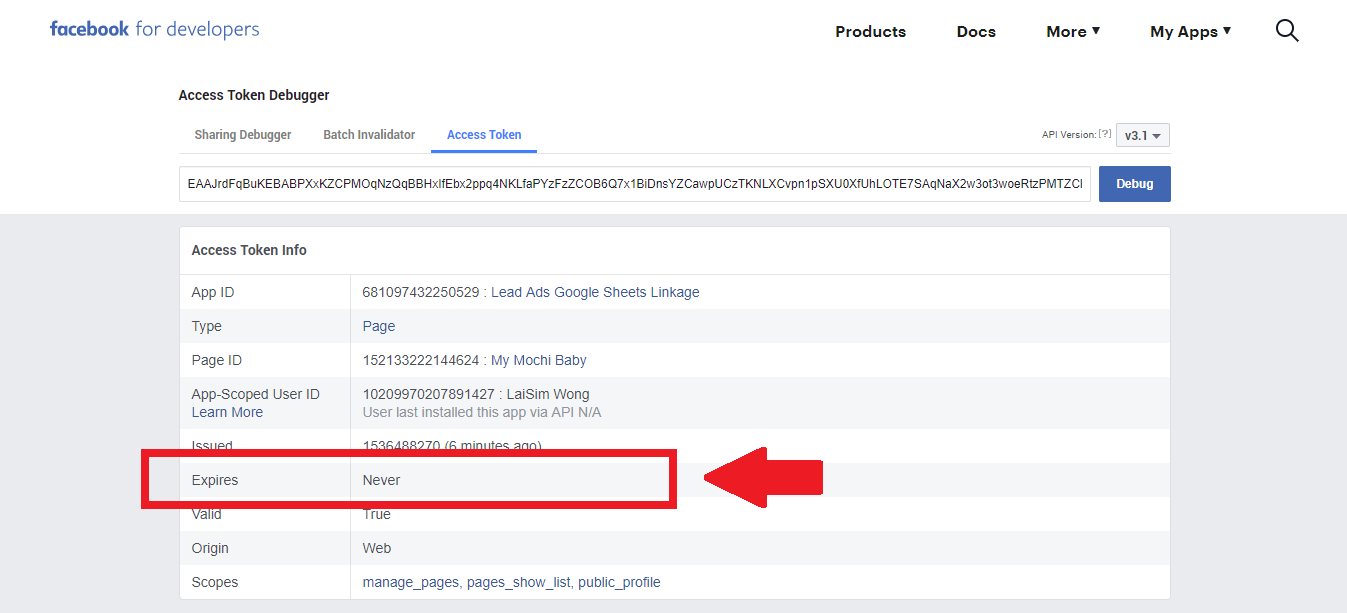 facebook for developers
Products Docs More My Apps
Access Token Debugger
Sharing Debugger Batch Invalidator Access Token
API Version: [?] v3.1
EAAJrdFqBuKEBABPXxKZCPMOqNzQqBBHxIfEbx2ppq4NKLfaPYzFzZCOB6Q7x1BiDnsYZCawpUCzTKNLXCvpn1pSXU0XfUhLOTE7SAqNaX2w3ot3woeRtzPMTZCI Debug
Access Token Info
App ID 681097432250529 : Lead Ads Google Sheets Linkage
Type Page
Page ID 152133222144624 : My Mochi Baby
App-Scoped User ID 10209970207891427 : LaiSim Wong
Learn More User last installed this app via API N/A
Issued 1536488270 (6 minutes ago)
Expires Never
Valid True
Origin Web
Scopes manage_pages, pages_show_list, public_profile